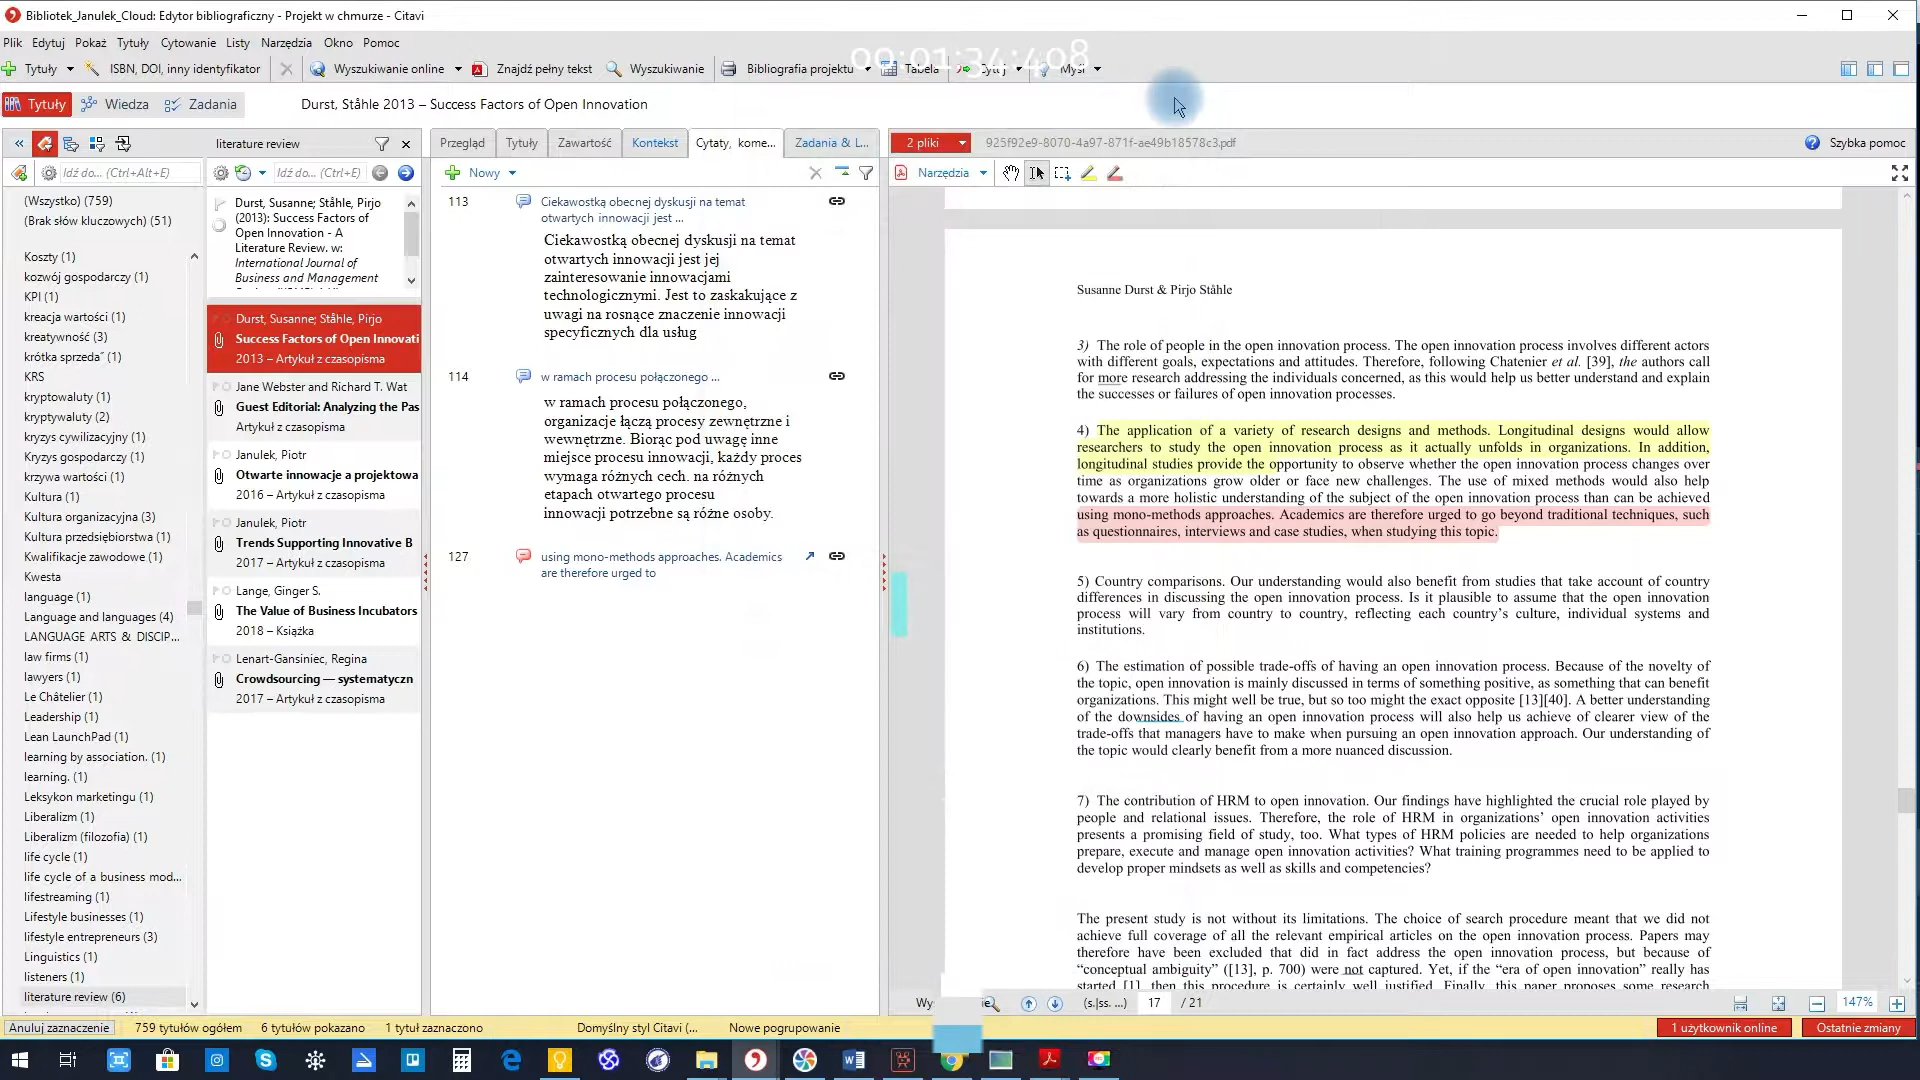 Bibliotek_Janulek_Cloud: Edytor bibliograficzny - Projekt w chmurze - Citavi
Plik Edytuj Pokaż Tytuły Cytowanie Listy Narzędzia Okno Pomoc
00:01:34:408
Tytuły ISBN, DOI, inny identyfikator Wyszukiwanie online Znajdź pełny tekst Wyszukiwanie Bibliografia projektu Tabela Cytuj Myśl
Tytuły Wiedza Zadania Durst, Ståhle 2013 – Success Factors of Open Innovation
literature review
Idź do... (Ctrl+Alt+E)
Idź do... (Ctrl+E)
(Wszystko) (759)
(Brak słów kluczowych) (51)
Koszty (1)
kozwój gospodarczy (1)
KPI (1)
kreacja wartości (1)
kreatywność (3)
krótka sprzeda˝ (1)
KRS
kryptowaluty (1)
kryptywaluty (2)
kryzys cywilizacyjny (1)
Kryzys gospodarczy (1)
krzywa wartości (1)
Kultura (1)
Kultura organizacyjna (3)
Kultura przedsiębiorstwa (1)
Kwalifikacje zawodowe (1)
Kwesta
language (1)
Language and languages (4)
LANGUAGE ARTS & DISCIP...
law firms (1)
lawyers (1)
Le Châtelier (1)
Leadership (1)
Lean LaunchPad (1)
learning by association. (1)
learning. (1)
Leksykon marketingu (1)
Liberalizm (1)
Liberalizm (filozofia) (1)
life cycle (1)
life cycle of a business mod...
lifestreaming (1)
Lifestyle businesses (1)
lifestyle entrepreneurs (3)
Linguistics (1)
listeners (1)
literature review (6)
Durst, Susanne; Ståhle, Pirjo
(2013): Success Factors of
Open Innovation - A
Literature Review. w:
International Journal of
Business and Management
Durst, Susanne; Ståhle, Pirjo
Success Factors of Open Innovati
2013 – Artykuł z czasopisma
Jane Webster and Richard T. Wat
Guest Editorial: Analyzing the Pas
Artykuł z czasopisma
Janulek, Piotr
Otwarte innowacje a projektowa
2016 – Artykuł z czasopisma
Janulek, Piotr
Trends Supporting Innovative B
2017 – Artykuł z czasopisma
Lange, Ginger S.
The Value of Business Incubators
2018 – Książka
Lenart-Gansiniec, Regina
Crowdsourcing — systematyczn
2017 – Artykuł z czasopisma
Przegląd Tytuły Zawartość Kontekst Cytaty, kome... Zadania & L...
Nowy
113 Ciekawostką obecnej dyskusji na temat
otwartych innowacji jest ...
Ciekawostką obecnej dyskusji na temat
otwartych innowacji jest jej
zainteresowanie innowacjami
technologicznymi. Jest to zaskakujące z
uwagi na rosnące znaczenie innowacji
specyficznych dla usług
114 w ramach procesu połączonego ...
w ramach procesu połączonego,
organizacje łączą procesy zewnętrzne i
wewnętrzne. Biorąc pod uwagę inne
miejsce procesu innowacji, każdy proces
wymaga różnych cech. na różnych
etapach otwartego procesu
innowacji potrzebne są różne osoby.
127 using mono-methods approaches. Academics
are therefore urged to
2 pliki 925f92e9-8070-4a97-871f-ae49b18578c3.pdf Szybka pomoc
Narzędzia
Susanne Durst & Pirjo Ståhle
3) The role of people in the open innovation process. The open innovation process involves different actors
with different goals, expectations and attitudes. Therefore, following Chatenier et al. [39], the authors call
for more research addressing the individuals concerned, as this would help us better understand and explain
the successes or failures of open innovation processes.
4) The application of a variety of research designs and methods. Longitudinal designs would allow
researchers to study the open innovation process as it actually unfolds in organizations. In addition,
longitudinal studies provide the opportunity to observe whether the open innovation process changes over
time as organizations grow older or face new challenges. The use of mixed methods would also help
towards a more holistic understanding of the subject of the open innovation process than can be achieved
using mono-methods approaches. Academics are therefore urged to go beyond traditional techniques, such
as questionnaires, interviews and case studies, when studying this topic.
5) Country comparisons. Our understanding would also benefit from studies that take account of country
differences in discussing the open innovation process. Is it plausible to assume that the open innovation
process will vary from country to country, reflecting each country’s culture, individual systems and
institutions.
6) The estimation of possible trade-offs of having an open innovation process. Because of the novelty of
the topic, open innovation is mainly discussed in terms of something positive, as something that can benefit
organizations. This might well be true, but so too might the exact opposite [13][40]. A better understanding
of the downsides of having an open innovation process will also help us achieve of clearer view of the
trade-offs that managers have to make when pursuing an open innovation approach. Our understanding of
the topic would clearly benefit from a more nuanced discussion.
7) The contribution of HRM to open innovation. Our findings have highlighted the crucial role played by
people and relational issues. Therefore, the role of HRM in organizations’ open innovation activities
presents a promising field of study, too. What types of HRM policies are needed to help organizations
prepare, execute and manage open innovation activities? What training programmes need to be applied to
develop proper mindsets as well as skills and competencies?
The present study is not without its limitations. The choice of search procedure meant that we did not
achieve full coverage of all the relevant empirical articles on the open innovation process. Papers may
therefore have been excluded that did in fact address the open innovation process, but because of
“conceptual ambiguity” ([13], p. 700) were not captured. Yet, if the “era of open innovation” really has
started [1], then this procedure is certainly well justified. Finally, this paper proposes some research
(s.|ss. ...) 17 / 21 147%
Anuluj zaznaczenie 759 tytułów ogółem 6 tytułów pokazano 1 tytuł zaznaczono Domyślny styl Citavi (... Nowe pogrupowanie 1 użytkownik online Ostatnie zmiany